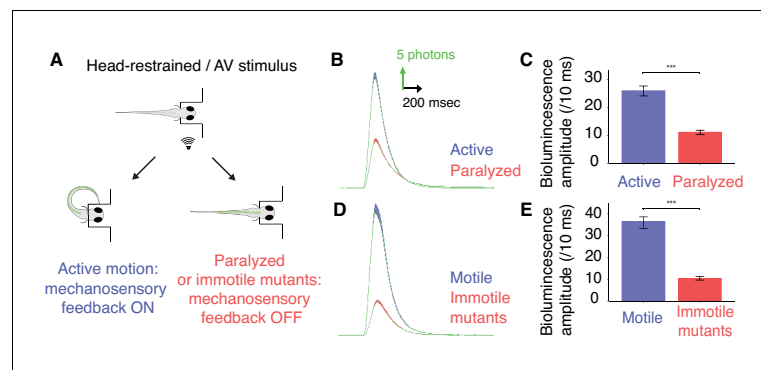 A
Head-restrained / AV stimulus
Active motion:
mechanosensory
feedback ON
Paralyzed
or immotile mutants:
mechanosensory
feedback OFF
B
5 photons
200 msec
Active
Paralyzed
C
Bioluminescence
amplitude (/10 ms)
30
20
10
0
***
Active
Paralyzed
D
Motile
Immotile
mutants
E
Bioluminescence
amplitude (/10 ms)
40
30
20
10
0
***
Motile
Immotile
mutants